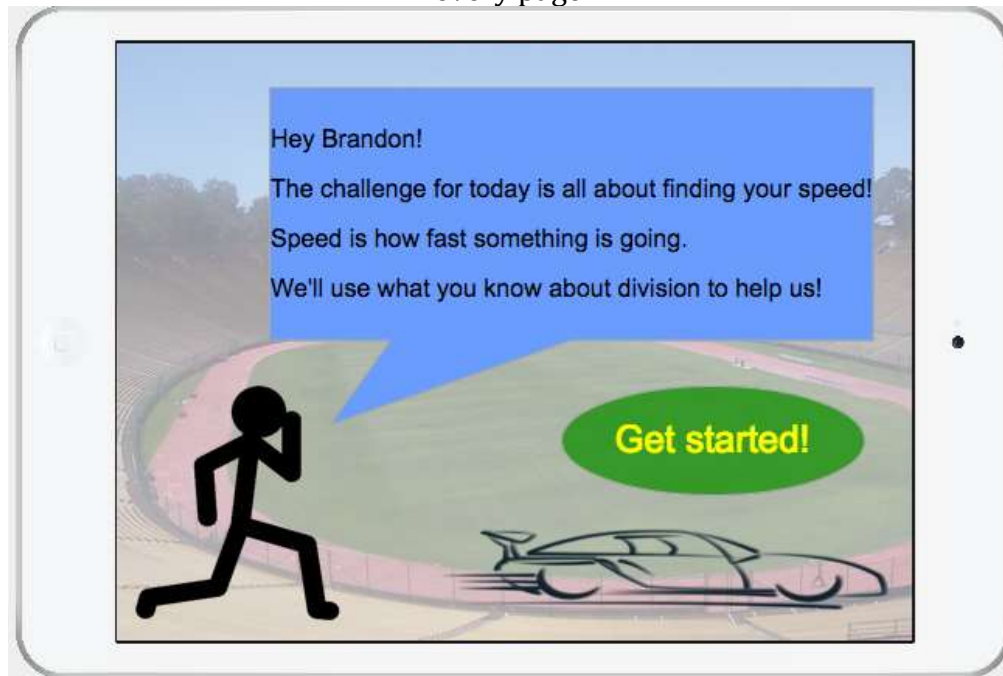 Hey Brandon!
The challenge for today is all about finding your speed!
Speed is how fast something is going.
We'll use what you know about division to help us!
Get started!